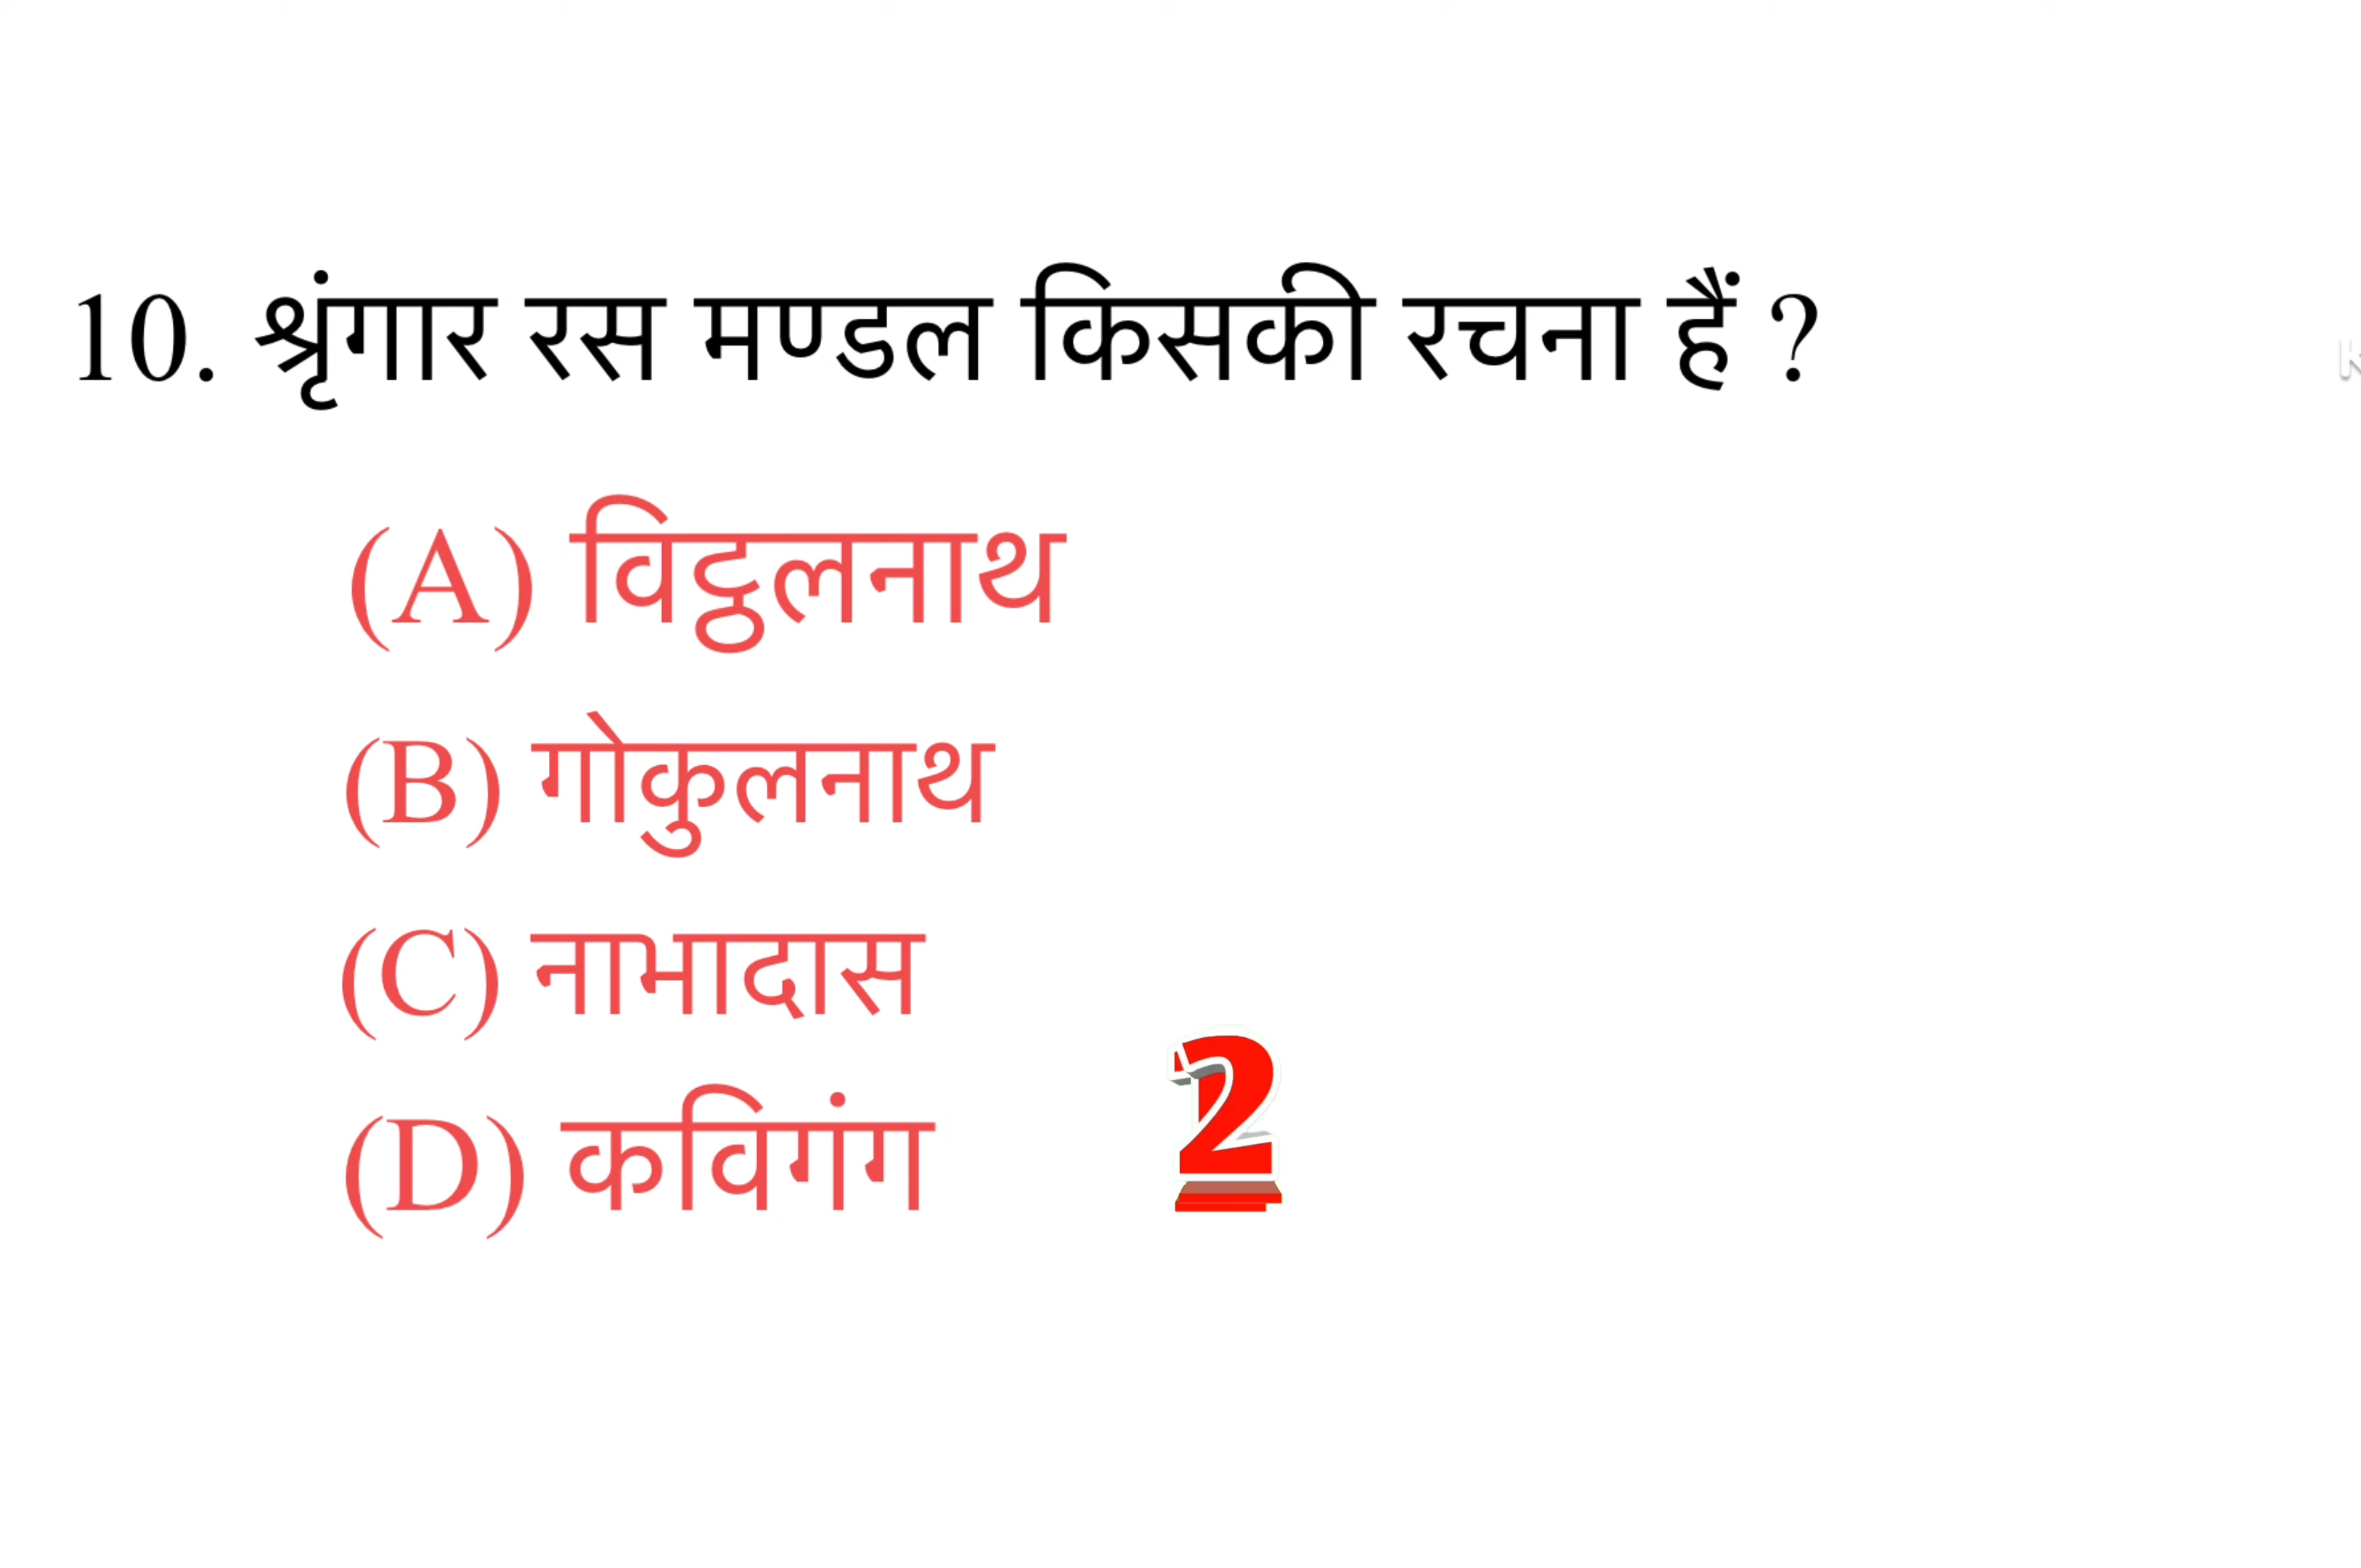 10. श्रृंगार रस मण्डल किसकी रचना हैं ?
(A) विट्ठलनाथ
(B) गोकुलनाथ
(C) नाभादास
(D) कविगंग
2